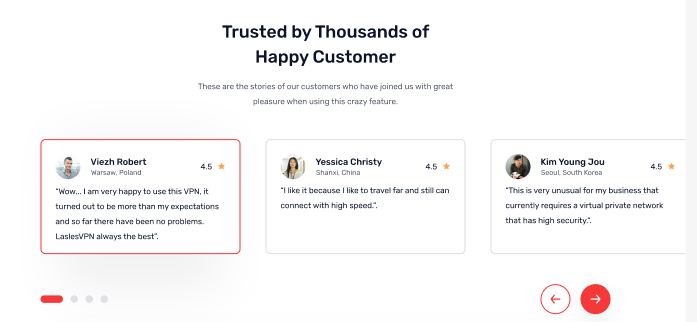 Trusted by Thousands of
Happy Customer
These are the stories of our customers who have joined us with great
pleasure when using this crazy feature.
Viezh Robert
Warsaw, Poland
4.5
“Wow... I am very happy to use this VPN, it
turned out to be more than my expectations
and so far there have been no problems.
LaslesVPN always the best”.
Yessica Christy
Shanxi, China
4.5
“I like it because I like to travel far and still can
connect with high speed.”.
Kim Young Jou
Seoul, South Korea
4.5
“This is very unusual for my business that
currently requires a virtual private network
that has high security.”.